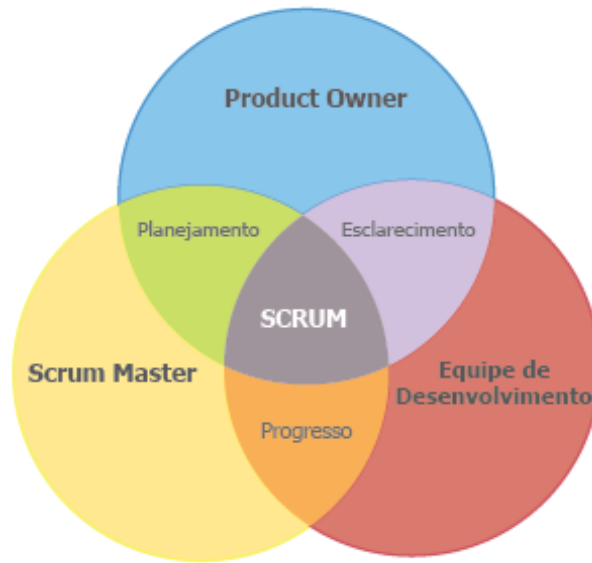 Product Owner
Planejamento
Esclarecimento
SCRUM
Scrum Master
Equipe de
Desenvolvimento
Progresso